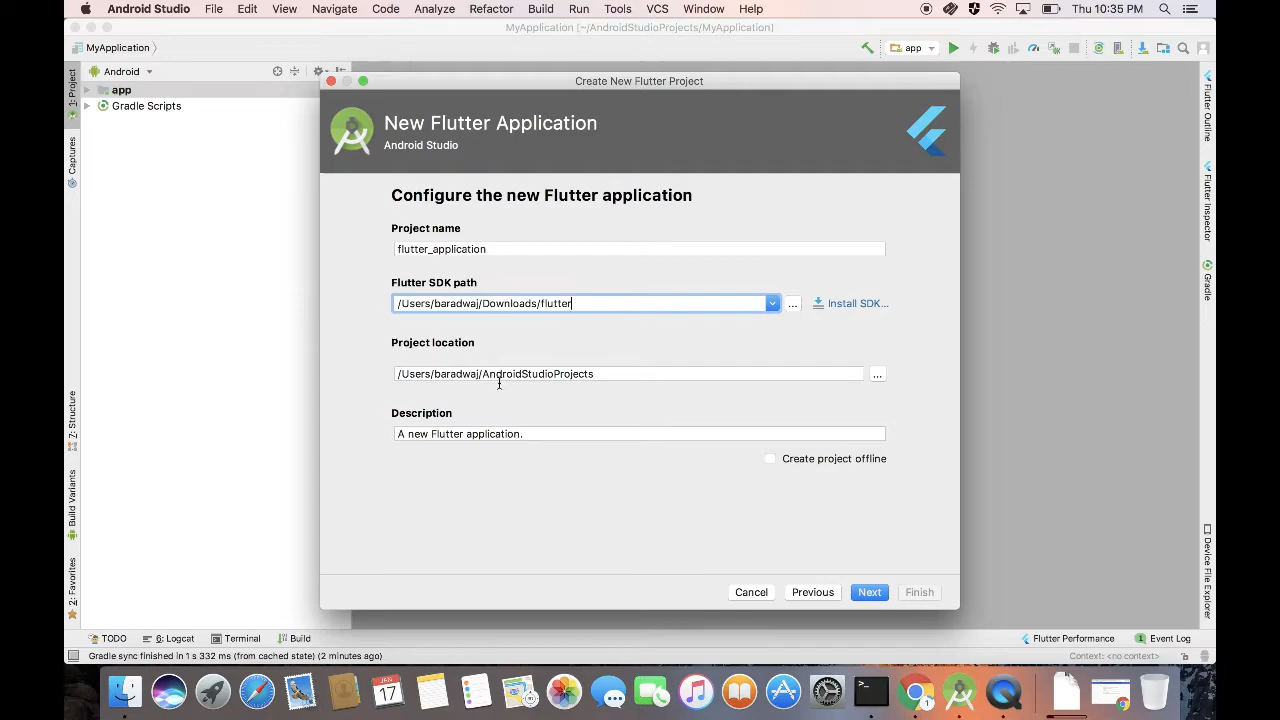 Android Studio File Edit View Navigate Code Analyze Refactor Build Run Tools VCS Window Help Thu 10:35 PM
MyApplication [~/AndroidStudioProjects/MyApplication]
MyApplication
app
Android
1: Project
app
Gradle Scripts
Captures
7: Structure
Build Variants
2: Favorites
Create New Flutter Project
New Flutter Application
Android Studio
Configure the new Flutter application
Project name
flutter_application
Flutter SDK path
/Users/baradwaj/Downloads/flutter
...
Install SDK...
Project location
/Users/baradwaj/AndroidStudioProjects
...
Description
A new Flutter application.
Create project offline
Cancel Previous Next Finish
Flutter Outline
Flutter Inspector
Gradle
Device File Explorer
TODO 6: Logcat Terminal Build Flutter Performance 1 Event Log
Gradle sync finished in 1 s 332 ms (from cached state) (2 minutes ago) Context: <no context>
JAN
17
1